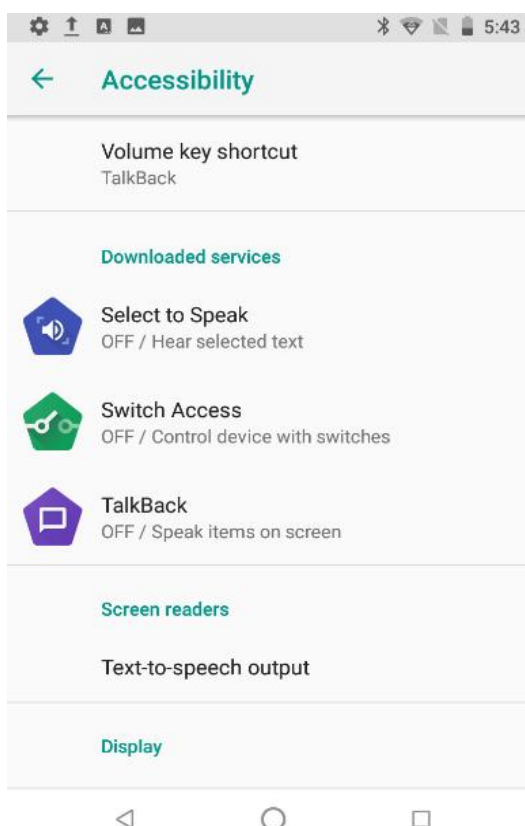 5:43
Accessibility
Volume key shortcut
TalkBack
Downloaded services
Select to Speak
OFF / Hear selected text
Switch Access
OFF / Control device with switches
TalkBack
OFF / Speak items on screen
Screen readers
Text-to-speech output
Display